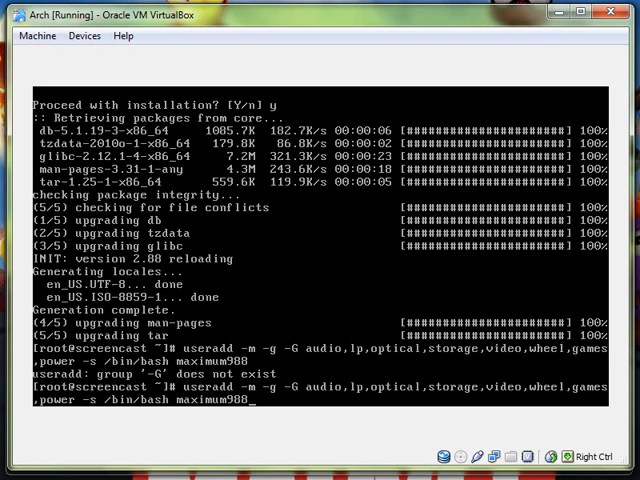 Arch [Running] - Oracle VM VirtualBox
Machine Devices Help
Proceed with installation? [Y/n] y
:: Retrieving packages from core...
db-5.1.19-3-x86_64 1085.7K 182.7K/s 00:00:06 [######################] 100%
tzdata-2010o-1-x86_64 179.8K 86.8K/s 00:00:02 [######################] 100%
glibc-2.12.1-4-x86_64 7.2M 321.3K/s 00:00:23 [######################] 100%
man-pages-3.31-1-any 4.3M 243.6K/s 00:00:18 [######################] 100%
tar-1.25-1-x86_64 559.6K 119.9K/s 00:00:05 [######################] 100%
checking package integrity...
(5/5) checking for file conflicts [######################] 100%
(1/5) upgrading db [######################] 100%
(2/5) upgrading tzdata [######################] 100%
(3/5) upgrading glibc [######################] 100%
INIT: version 2.88 reloading
Generating locales...
en_US.UTF-8... done
en_US.ISO-8859-1... done
Generation complete.
(4/5) upgrading man-pages [######################] 100%
(5/5) upgrading tar [######################] 100%
[root@screencast ~]# useradd -m -g -G audio,lp,optical,storage,video,wheel,games
,power -s /bin/bash maximum988
useradd: group '-G' does not exist
[root@screencast ~]# useradd -m -g -G audio,lp,optical,storage,video,wheel,games
,power -s /bin/bash maximum988_
Right Ctrl